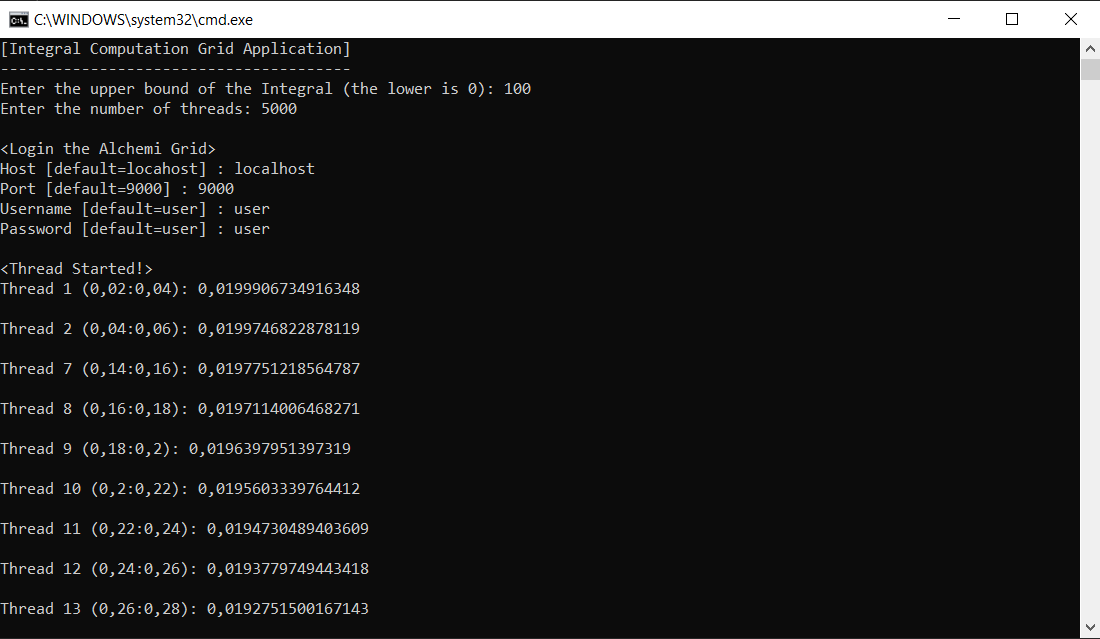 C:\WINDOWS\system32\cmd.exe
[Integral Computation Grid Application]
---------------------------------------
Enter the upper bound of the Integral (the lower is 0): 100
Enter the number of threads: 5000
<Login the Alchemi Grid>
Host [default=locahost] : localhost
Port [default=9000] : 9000
Username [default=user] : user
Password [default=user] : user
<Thread Started!>
Thread 1 (0,02:0,04): 0,0199906734916348
Thread 2 (0,04:0,06): 0,0199746822878119
Thread 7 (0,14:0,16): 0,0197751218564787
Thread 8 (0,16:0,18): 0,0197114006468271
Thread 9 (0,18:0,2): 0,0196397951397319
Thread 10 (0,2:0,22): 0,0195603339764412
Thread 11 (0,22:0,24): 0,0194730489403609
Thread 12 (0,24:0,26): 0,0193779749443418
Thread 13 (0,26:0,28): 0,0192751500167143